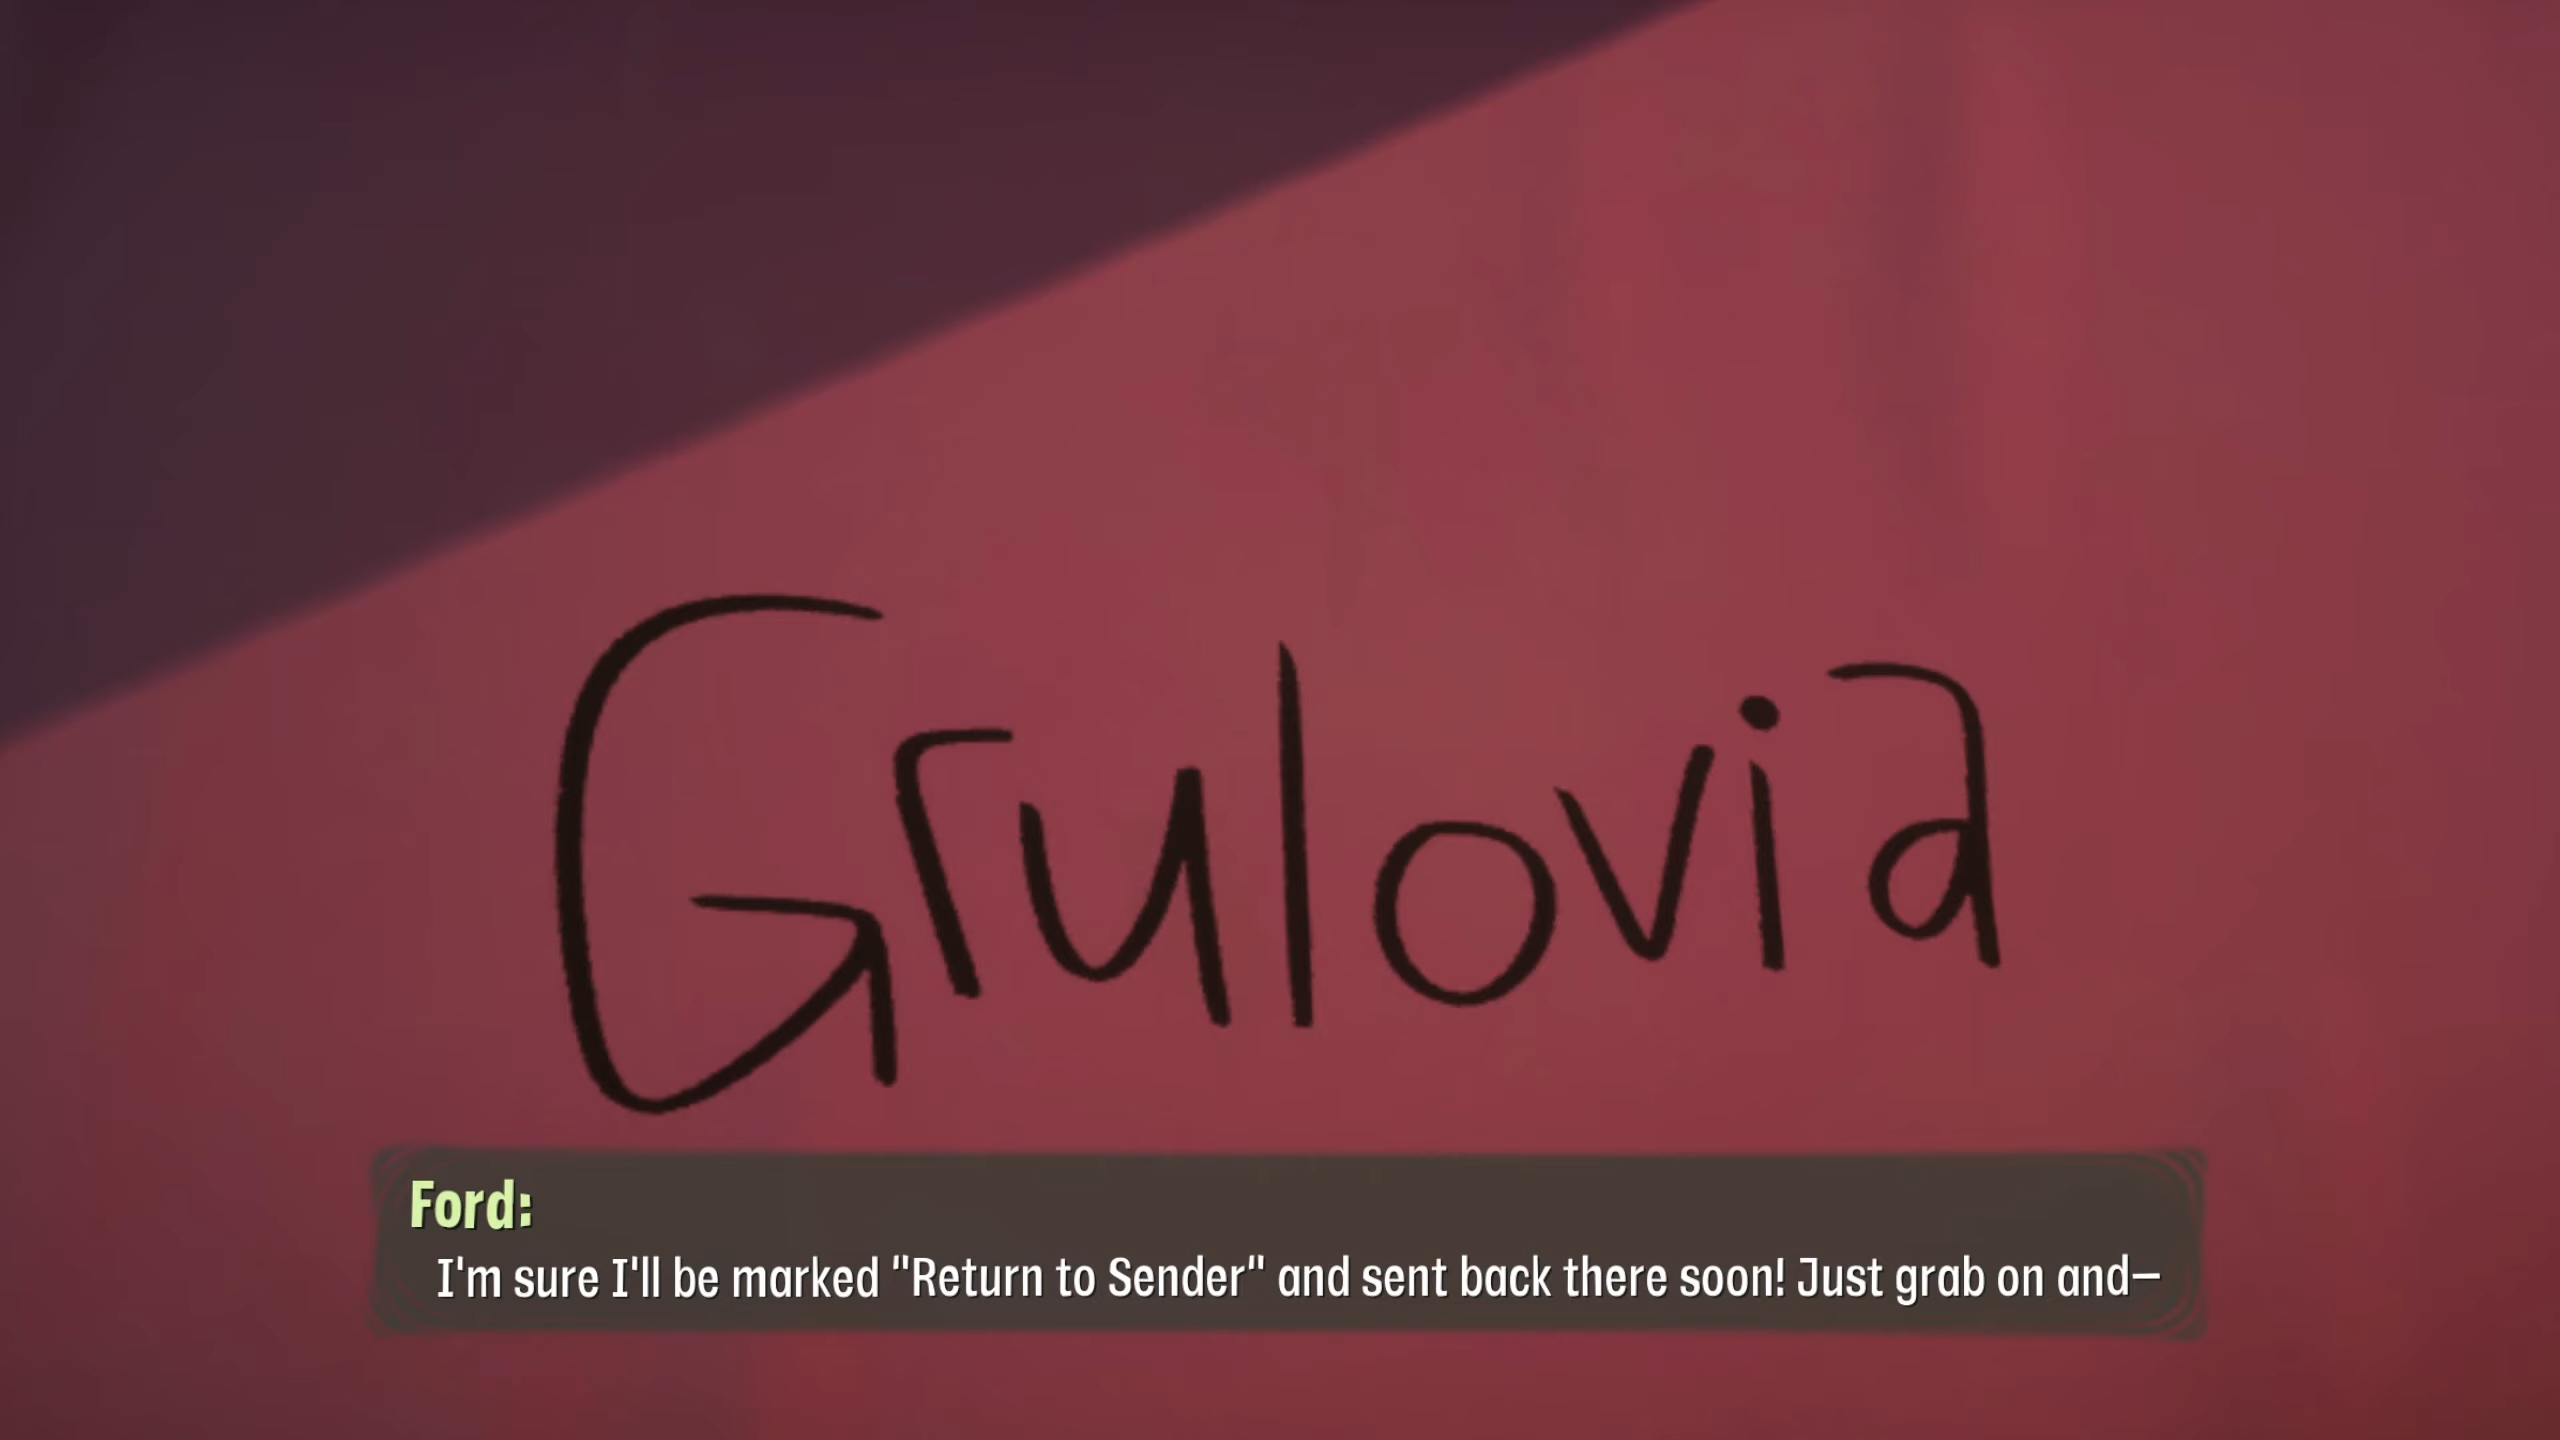 Grulovia
Ford:
I'm sure I'll be marked "Return to Sender" and sent back there soon! Just grab on and—